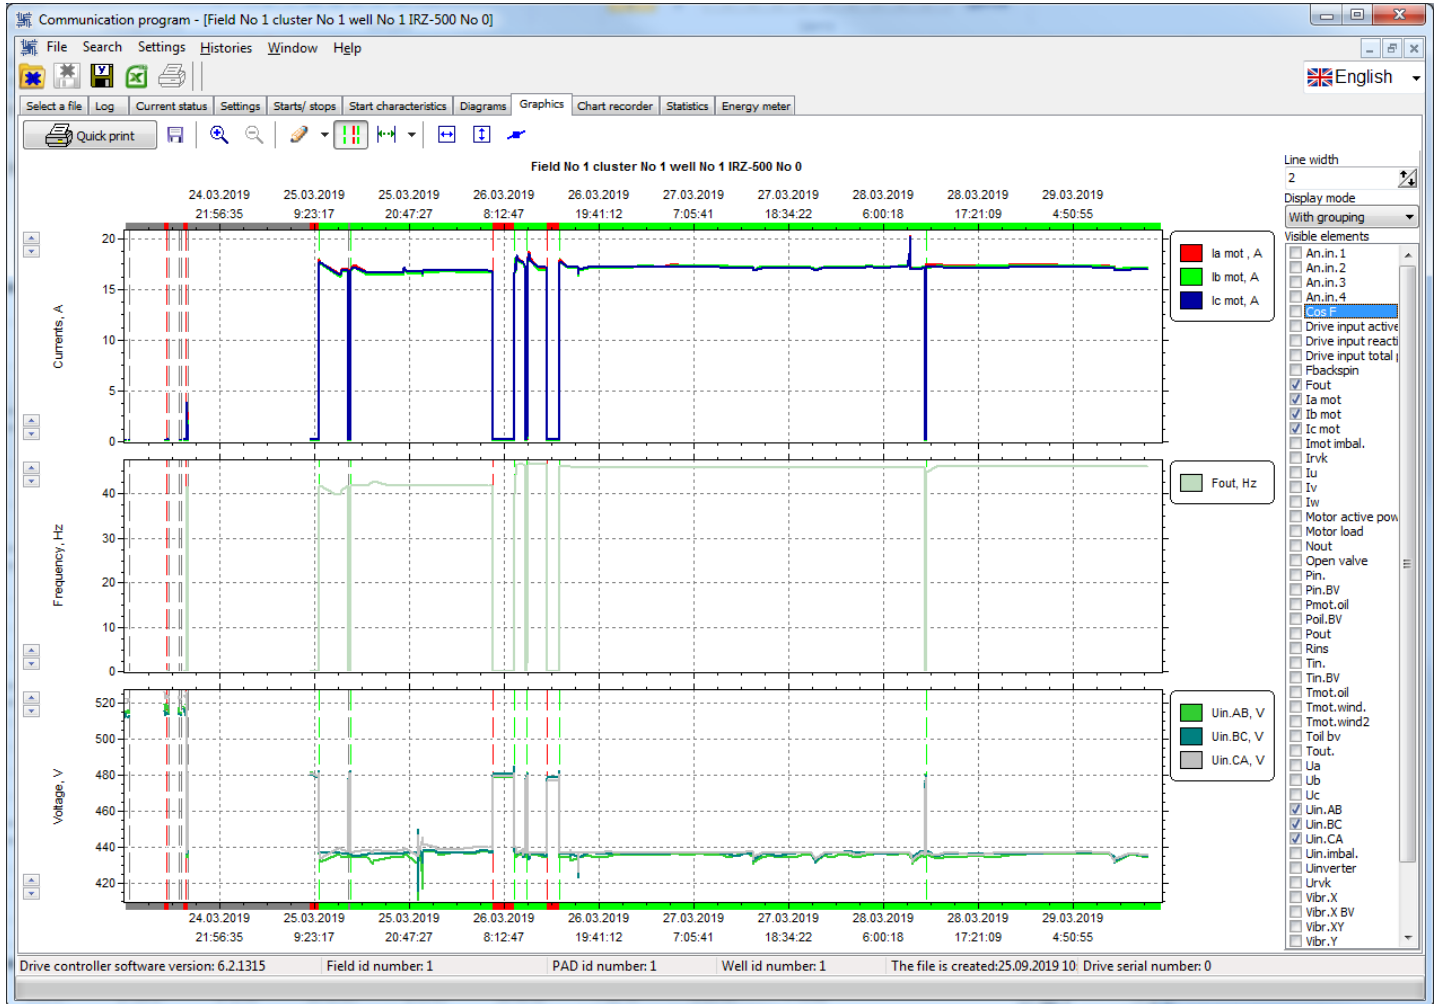 Communication program - [Field No 1 cluster No 1 well No 1 IRZ-500 No 0]
File Search Settings Histories Window Help
English
Select a file Log Current status Settings Starts/ stops Start characteristics Diagrams Graphics Chart recorder Statistics Energy meter
Quick print
Field No 1 cluster No 1 well No 1 IRZ-500 No 0
24.03.2019 25.03.2019 25.03.2019 26.03.2019 26.03.2019 27.03.2019 27.03.2019 28.03.2019 28.03.2019 29.03.2019
21:56:35 9:23:17 20:47:27 8:12:47 19:41:12 7:05:41 18:34:22 6:00:18 17:21:09 4:50:55
Currents, A
20
15
10
5
0
Ia mot , A
Ib mot, A
Ic mot, A
Frequency, Hz
40
30
20
10
0
Fout, Hz
Voltage, V
520
500
480
460
440
420
Uin.AB, V
Uin.BC, V
Uin.CA, V
24.03.2019 25.03.2019 25.03.2019 26.03.2019 26.03.2019 27.03.2019 27.03.2019 28.03.2019 28.03.2019 29.03.2019
21:56:35 9:23:17 20:47:27 8:12:47 19:41:12 7:05:41 18:34:22 6:00:18 17:21:09 4:50:55
Line width
2
Display mode
With grouping
Visible elements
An.in.1
An.in.2
An.in.3
An.in.4
Cos F
Drive input active
Drive input reacti
Drive input total
Fbackspin
Fout
Ia mot
Ib mot
Ic mot
Imot imbal.
Irvk
Iu
Iv
Iw
Motor active pow
Motor load
Nout
Open valve
Pin.
Pin.BV
Pmot.oil
Poil.BV
Pout
Rins
Tin.
Tin.BV
Tmot.oil
Tmot.wind.
Tmot.wind2
Toil bv
Tout.
Ua
Ub
Uc
Uin.AB
Uin.BC
Uin.CA
Uin.imbal.
Uinverter
Urvk
Vibr.X
Vibr.X BV
Vibr.XY
Vibr.Y
Drive controller software version: 6.2.1315 Field id number: 1 PAD id number: 1 Well id number: 1 The file is created:25.09.2019 10 Drive serial number: 0